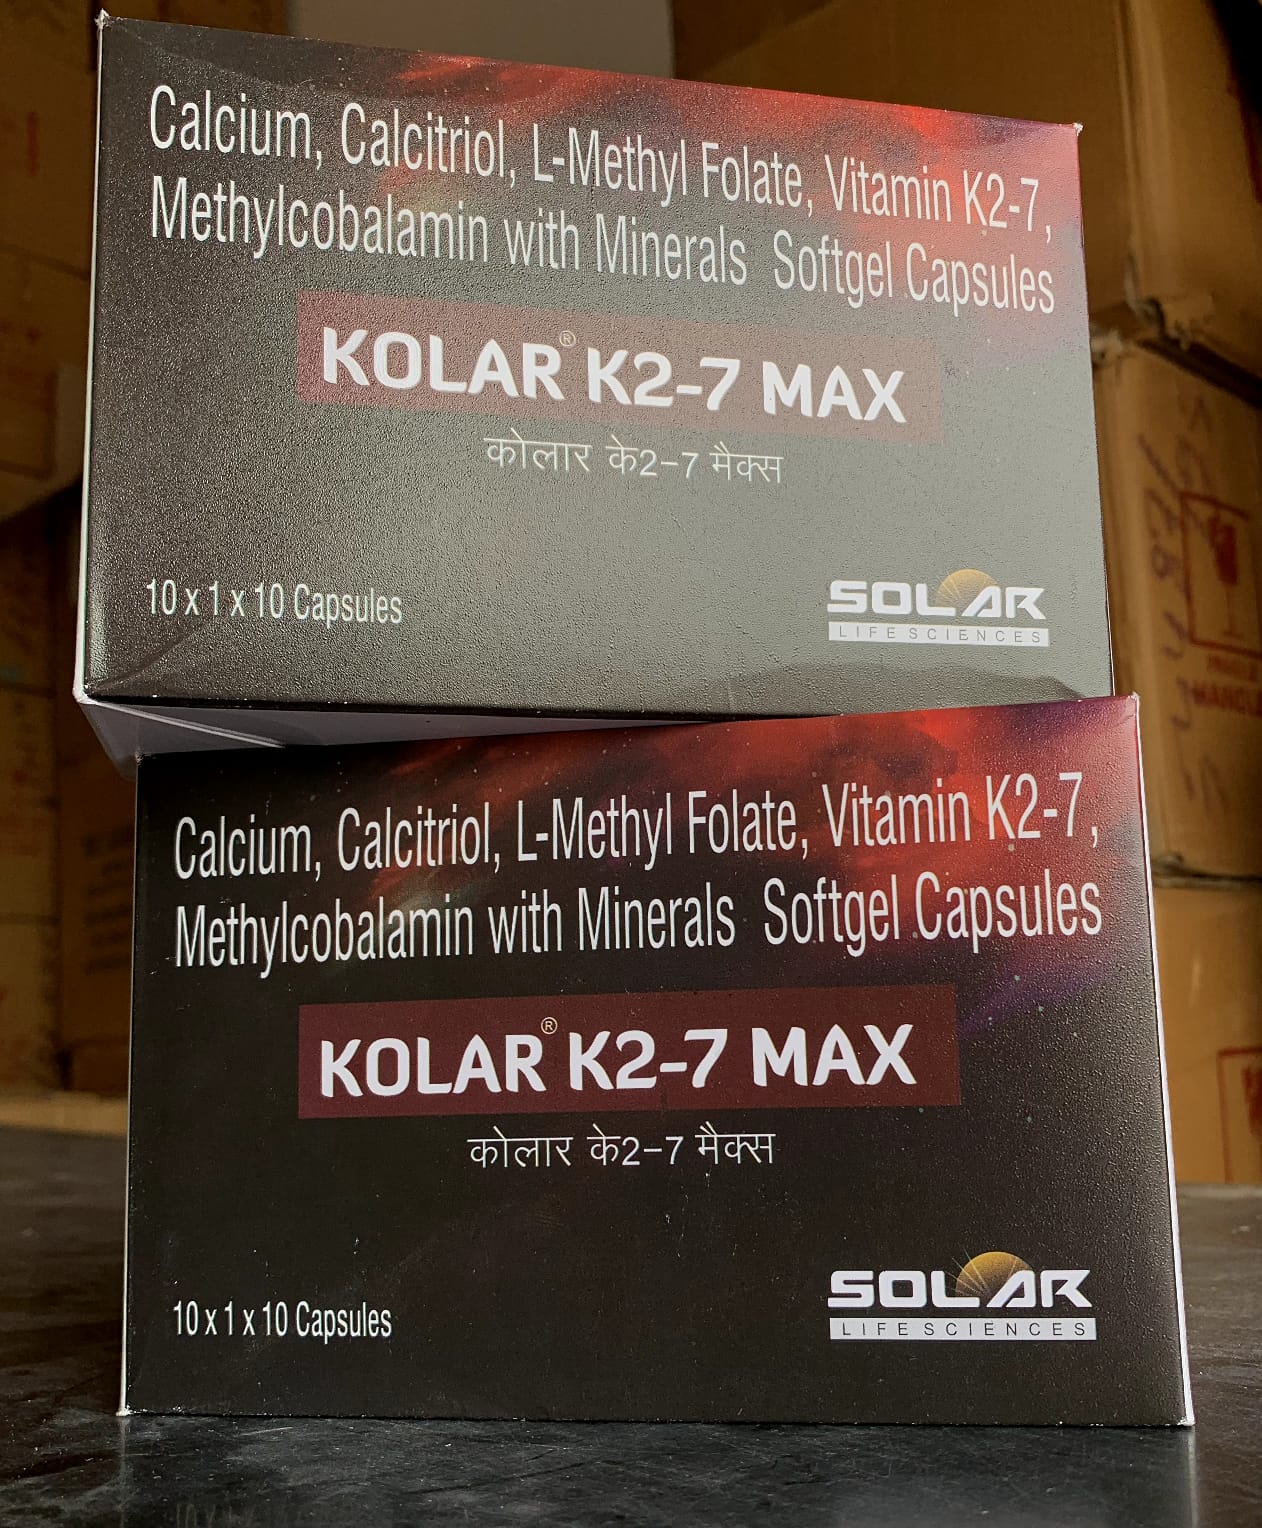 Calcium, Calcitriol, L-Methyl Folate, Vitamin K2-7,
Methylcobalamin with Minerals Softgel Capsules
KOLAR® K2-7 MAX
कोलार के2-7 मैक्स
10 x 1 x 10 Capsules
SOLAR
LIFE SCIENCES
Calcium, Calcitriol, L-Methyl Folate, Vitamin K2-7,
Methylcobalamin with Minerals Softgel Capsules
KOLAR® K2-7 MAX
कोलार के2-7 मैक्स
10 x 1 x 10 Capsules
SOLAR
LIFE SCIENCES